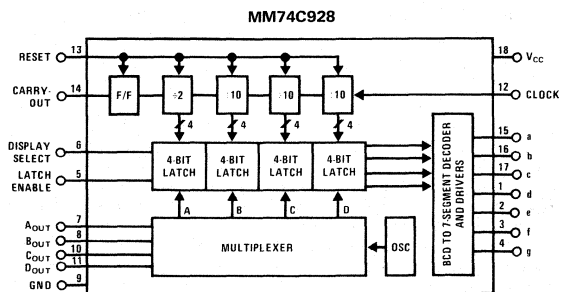 MM74C928
RESET 13
18 VCC
CARRY-OUT 14
F/F ÷2 :10 :10 :10
12 CLOCK
4 4 4 4
DISPLAY SELECT 6
LATCH ENABLE 5
4-BIT LATCH 4-BIT LATCH 4-BIT LATCH 4-BIT LATCH
BCD TO 7-SEGMENT DECODER AND DRIVERS
15 a
16 b
17 c
1 d
2 e
3 f
4 g
A B C D
AOUT 7
BOUT 8
COUT 10
DOUT 11
GND 9
MULTIPLEXER
OSC